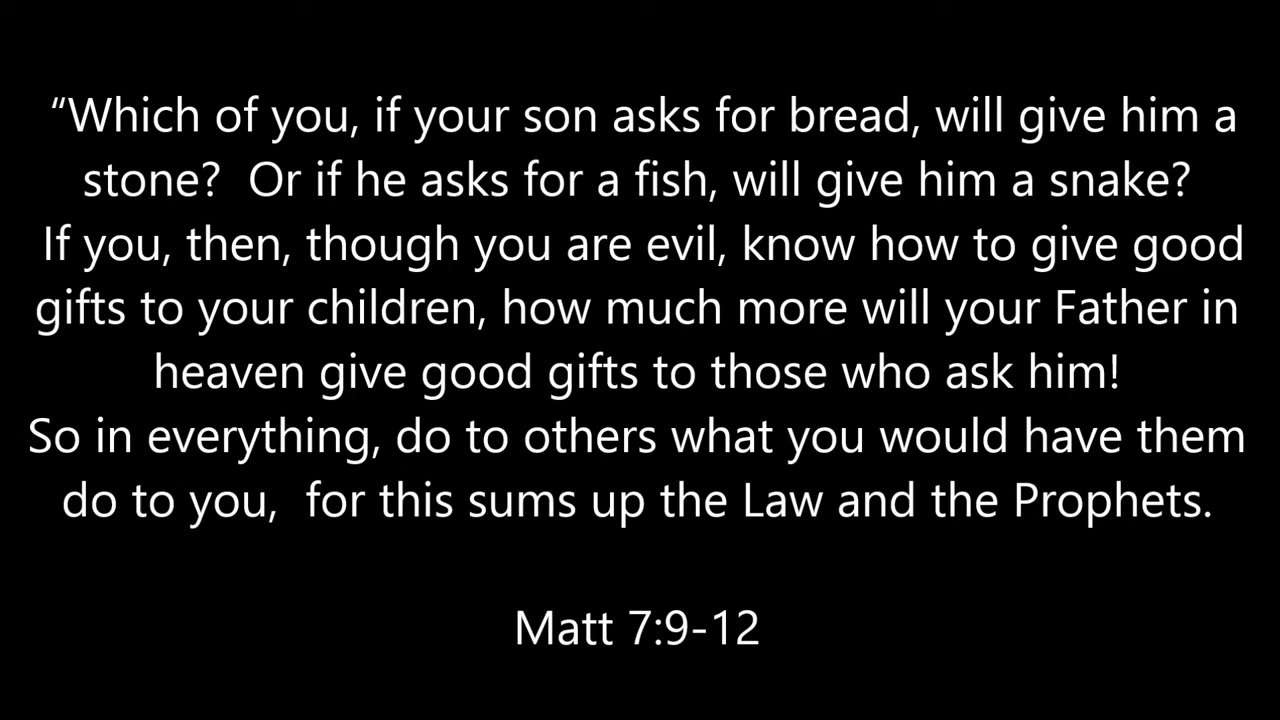 “Which of you, if your son asks for bread, will give him a
stone?  Or if he asks for a fish, will give him a snake?
If you, then, though you are evil, know how to give good
gifts to your children, how much more will your Father in
heaven give good gifts to those who ask him!
So in everything, do to others what you would have them
do to you,  for this sums up the Law and the Prophets.
Matt 7:9-12